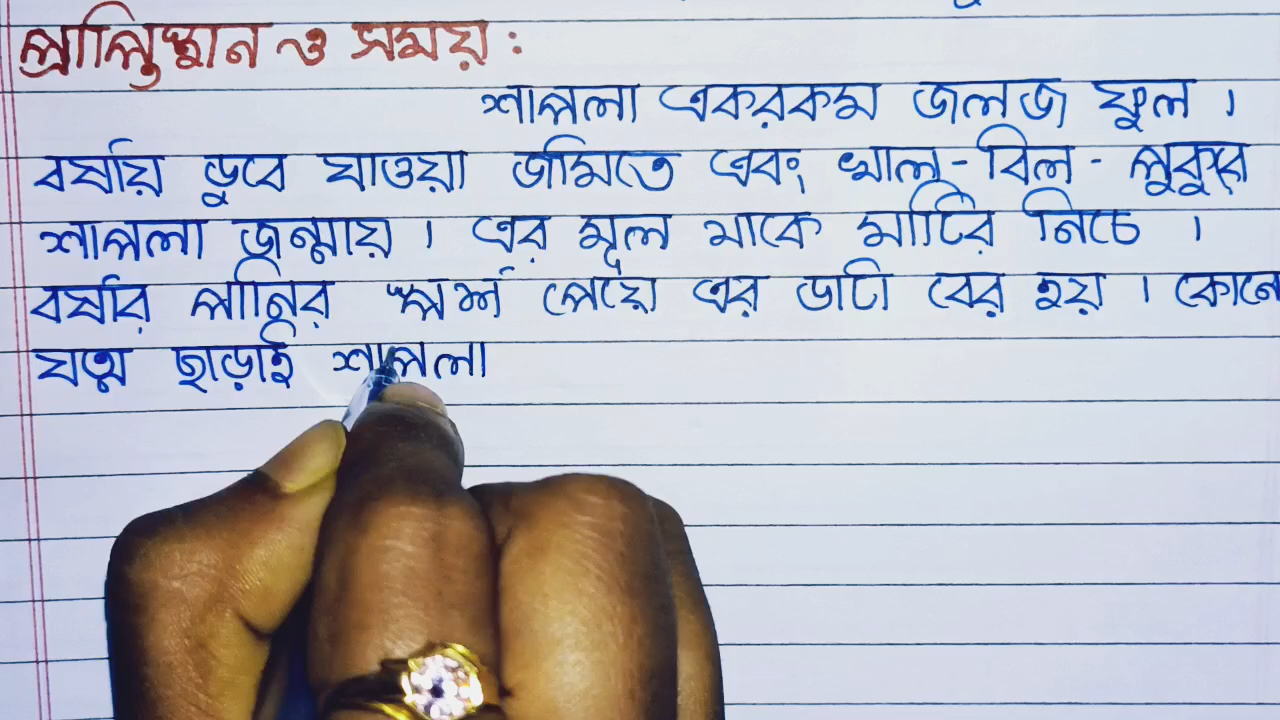 প্রাপ্তিস্থান ও সময়:
শাপলা একরকম জলজ ফুল।
বর্ষায় ডুবে যাওয়া জমিতে এবং খাল-বিল-পুকুরে
শাপলা জন্মায়। এর মূল থাকে মাটির নিচে।
বর্ষার পানির স্পর্শ পেয়ে এর ডাটা বের হয়। কোনো
যত্ন ছাড়াই শাপলা